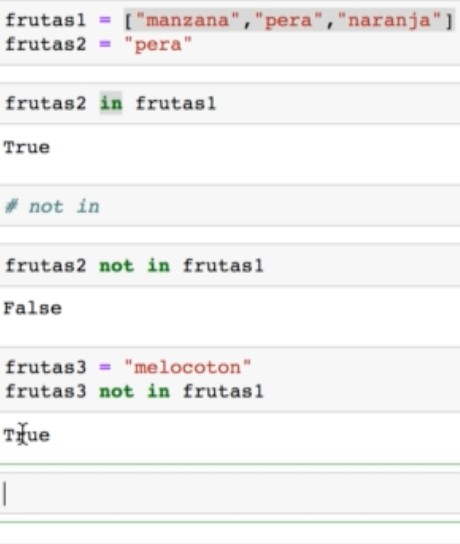 frutas1 = ["manzana","pera","naranja"]
frutas2 = "pera"
frutas2 in frutas1
True
# not in
frutas2 not in frutas1
False
frutas3 = "melocoton"
frutas3 not in frutas1
True